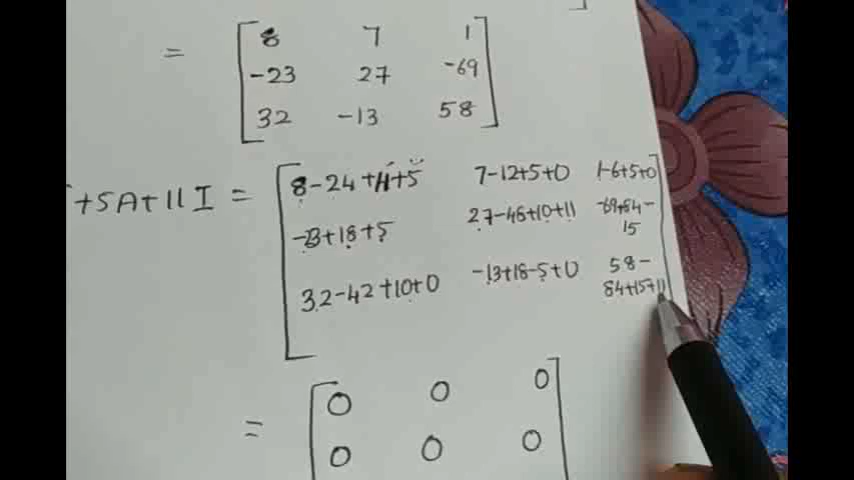 8 7 1
= -23 27 -69
32 -13 58
8-24+11+5 7-12+5+0 1-6+5+0
+5A+11I =
-23+18+5 27-48+10+11 -69+84-
15
32-42+10+0 -13+18-5+0 58-
84+15+11
0 0 0
=
0 0 0